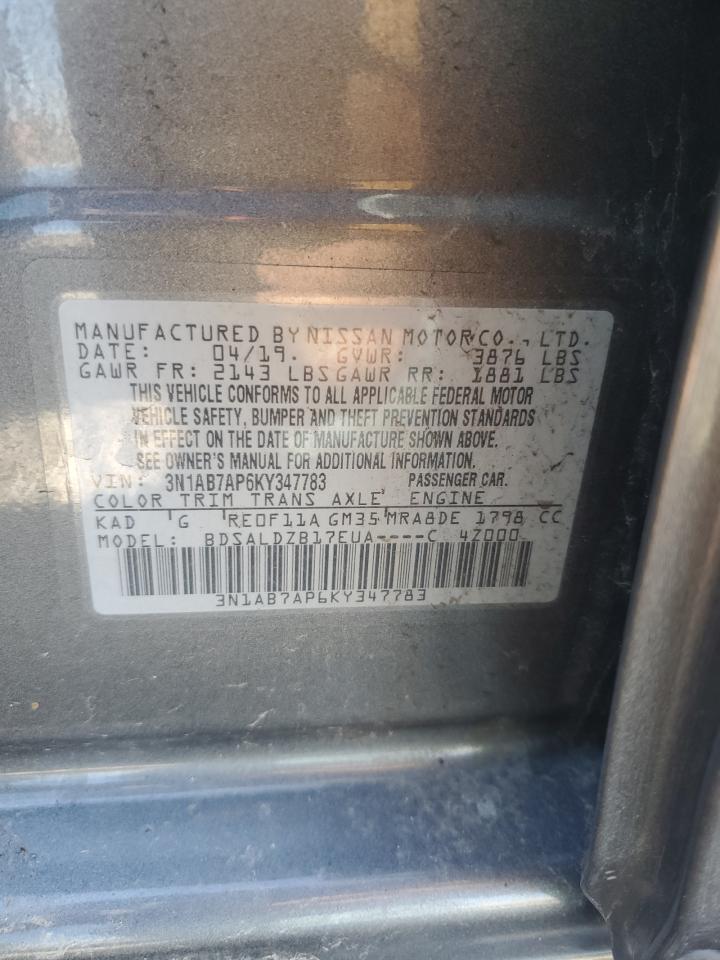 MANUFACTURED BY NISSAN MOTOR CO., LTD.
DATE: 04/19. GVWR: 3876 LBS
GAWR FR: 2143 LBS GAWR RR: 1881 LBS
THIS VEHICLE CONFORMS TO ALL APPLICABLE FEDERAL MOTOR
VEHICLE SAFETY, BUMPER AND THEFT PREVENTION STANDARDS
IN EFFECT ON THE DATE OF MANUFACTURE SHOWN ABOVE.
SEE OWNER'S MANUAL FOR ADDITIONAL INFORMATION.
VIN: 3N1AB7AP6KY347783 PASSENGER CAR.
COLOR TRIM TRANS AXLE ENGINE
KAD G RE0F11A GM35 MRA8DE 1798 CC
MODEL: BDSALDZB17EUA----C 4Z000
3N1AB7AP6KY347783